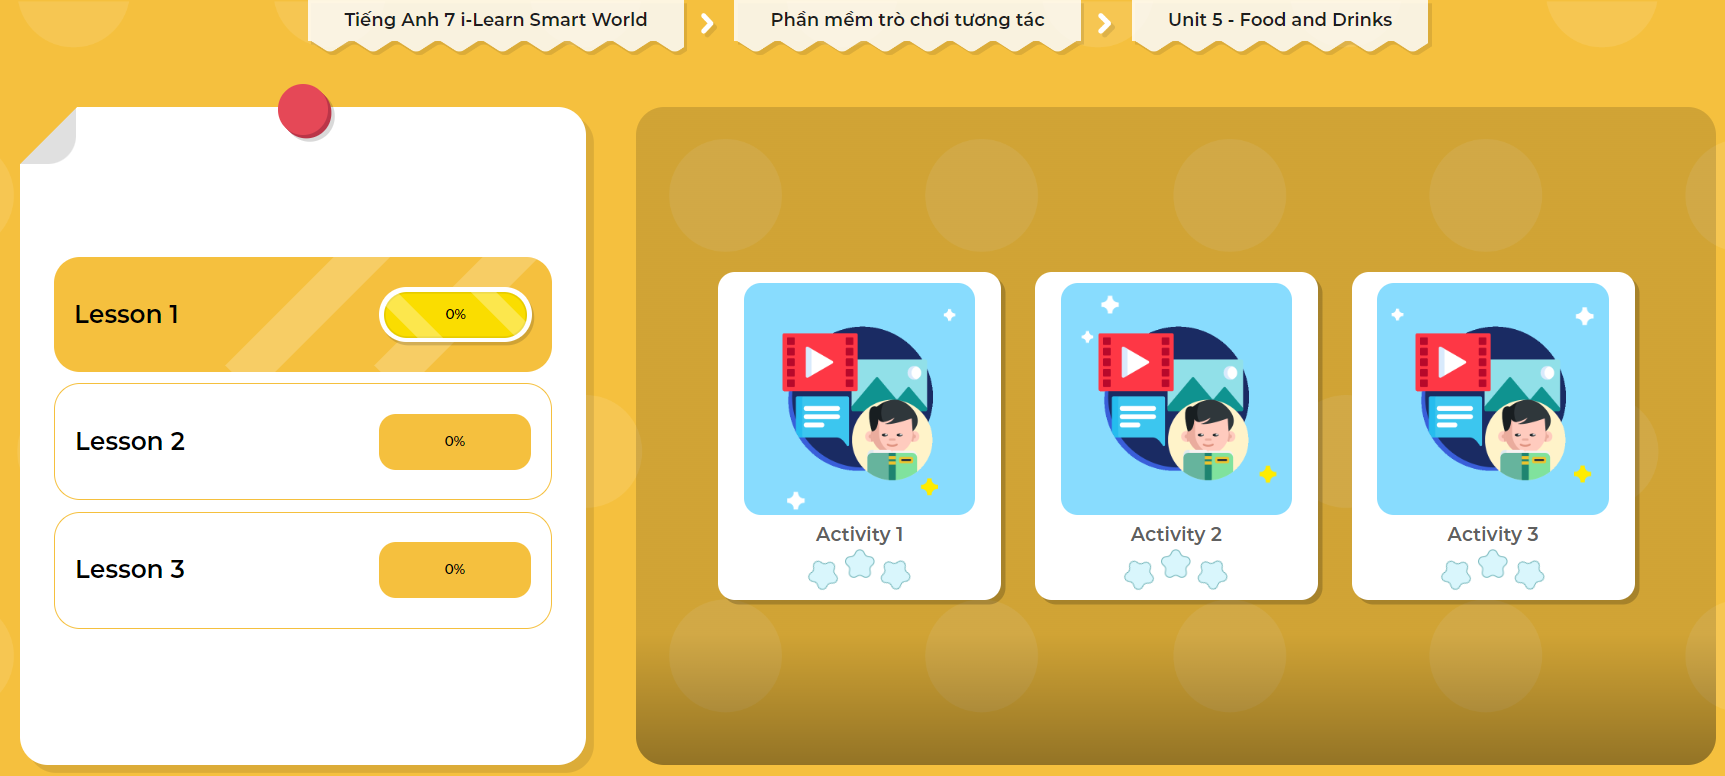 Tiếng Anh 7 i-Learn Smart World
Phần mềm trò chơi tương tác
Unit 5 - Food and Drinks
Lesson 1
0%
Lesson 2
0%
Lesson 3
0%
Activity 1
Activity 2
Activity 3